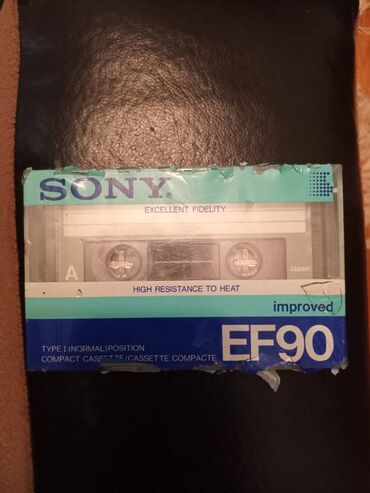 SONY.
EXCELLENT FIDELITY
A
Japan
HIGH RESISTANCE TO HEAT
improved
TYPE I (NORMAL) POSITION
COMPACT CASSETTE/CASSETTE COMPACTE
EF90